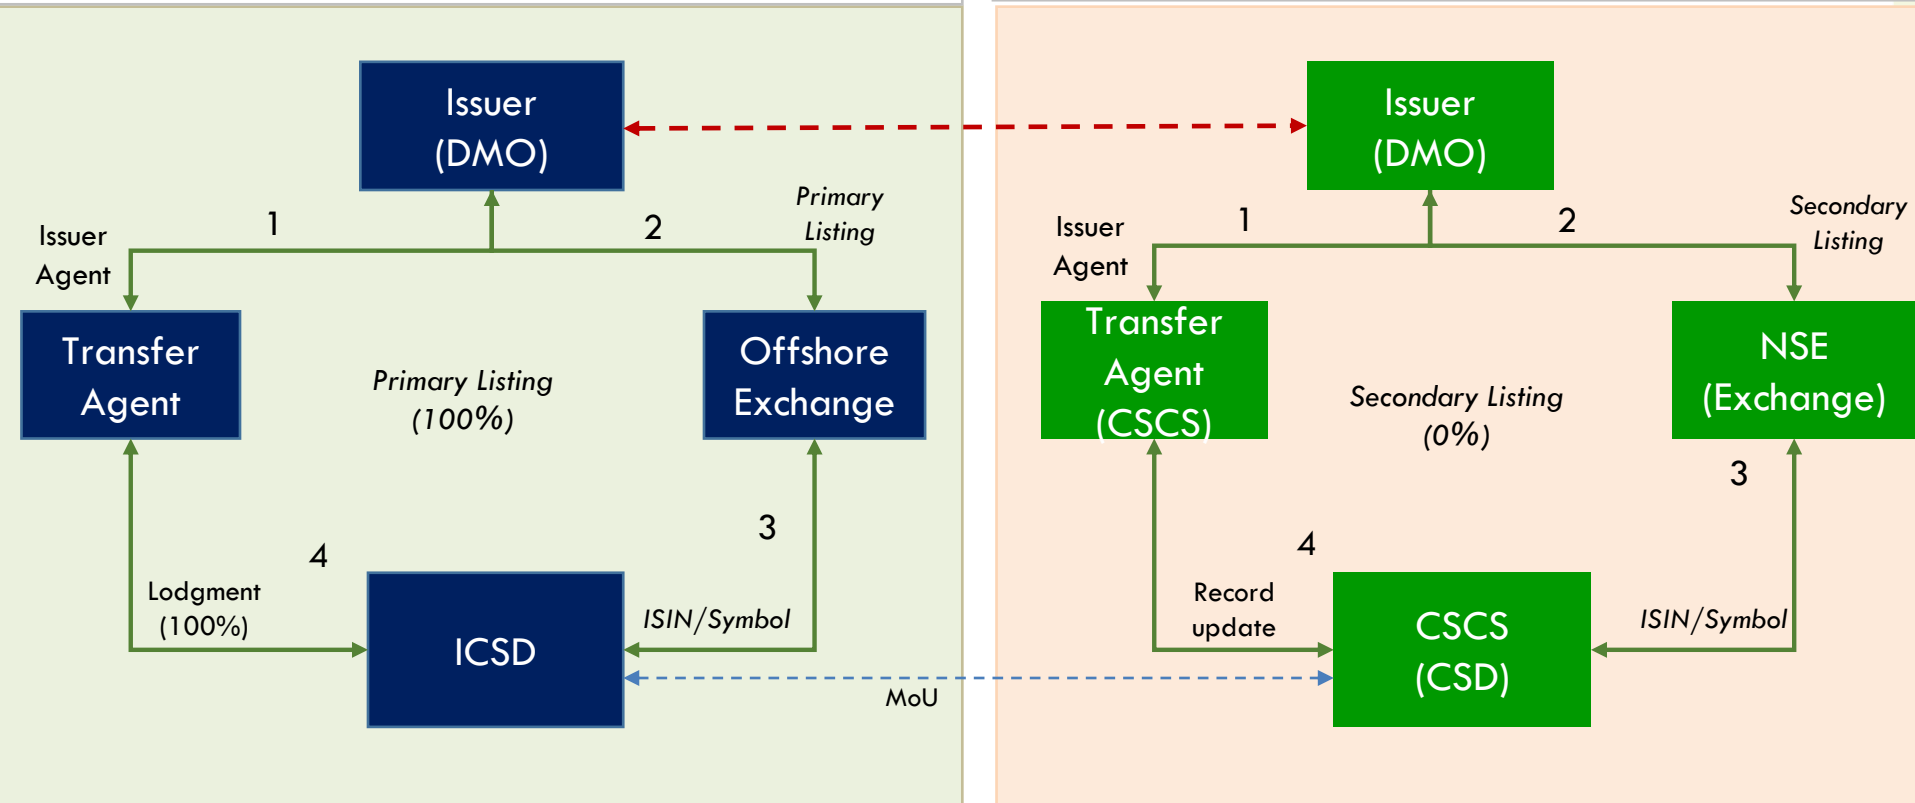 Issuer
(DMO)
Primary
Listing
1
2
Issuer
Agent
Transfer
Agent
Primary Listing
(100%)
Offshore
Exchange
3
4
Lodgment
(100%)
ICSD
ISIN/Symbol
MoU
Issuer
(DMO)
Secondary
Listing
1
2
Issuer
Agent
Transfer
Agent
(CSCS)
Secondary Listing
(0%)
NSE
(Exchange)
3
4
Record
update
CSCS
(CSD)
ISIN/Symbol